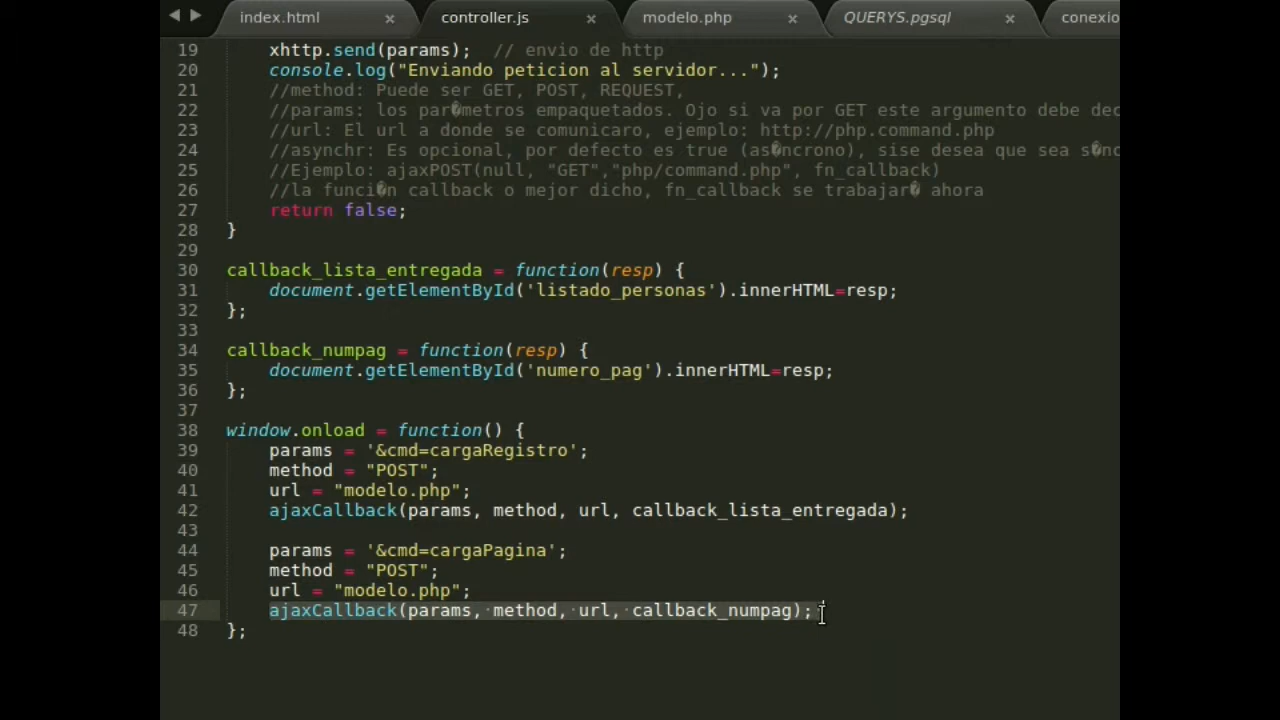 index.html × controller.js × modelo.php × QUERYS.pgsql × conexio
19 xhttp.send(params); // envio de http
20 console.log("Enviando peticion al servidor...");
21 //method: Puede ser GET, POST, REQUEST,
22 //params: los par�metros empaquetados. Ojo si va por GET este argumento debe dec
23 //url: El url a donde se comunicaro, ejemplo: http://php.command.php
24 //asynchr: Es opcional, por defecto es true (as�ncrono), sise desea que sea s�nc
25 //Ejemplo: ajaxPOST(null, "GET","php/command.php", fn_callback)
26 //la funci�n callback o mejor dicho, fn_callback se trabajar� ahora
27 return false;
28 }
29
30 callback_lista_entregada = function(resp) {
31 document.getElementById('listado_personas').innerHTML=resp;
32 };
33
34 callback_numpag = function(resp) {
35 document.getElementById('numero_pag').innerHTML=resp;
36 };
37
38 window.onload = function() {
39 params = '&cmd=cargaRegistro';
40 method = "POST";
41 url = "modelo.php";
42 ajaxCallback(params, method, url, callback_lista_entregada);
43
44 params = '&cmd=cargaPagina';
45 method = "POST";
46 url = "modelo.php";
47 ajaxCallback(params, method, url, callback_numpag);
48 };